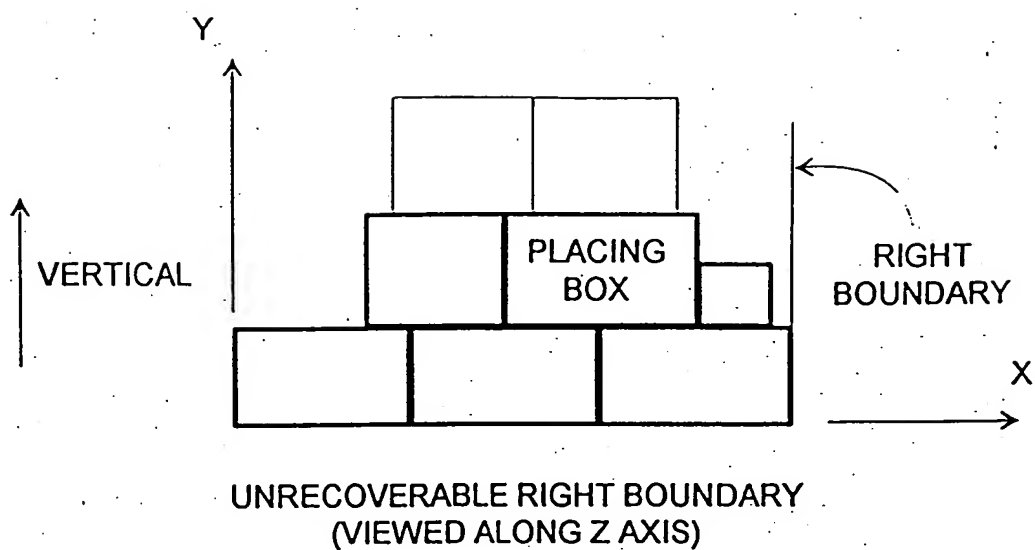 Y
PLACING
BOX
VERTICAL
RIGHT
BOUNDARY
X
UNRECOVERABLE RIGHT BOUNDARY
(VIEWED ALONG Z AXIS)